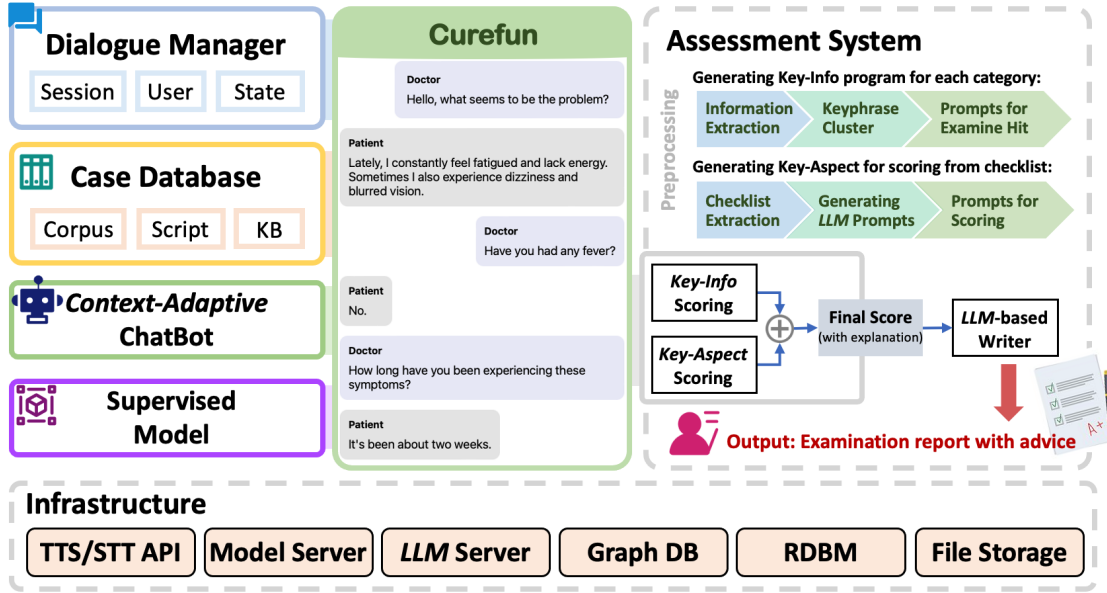 Dialogue Manager
Session
User
State
Case Database
Corpus
Script
KB
Context-Adaptive
ChatBot
Supervised
Model
Curefun
Doctor
Hello, what seems to be the problem?
Patient
Lately, I constantly feel fatigued and lack energy.
Sometimes I also experience dizziness and
blurred vision.
Doctor
Have you had any fever?
Patient
No.
Doctor
How long have you been experiencing these
symptoms?
Patient
It's been about two weeks.
Assessment System
Preprocessing
Generating Key-Info program for each category:
Information
Extraction
Keyphrase
Cluster
Prompts for
Examine Hit
Generating Key-Aspect for scoring from checklist:
Checklist
Extraction
Generating
LLM Prompts
Prompts for
Scoring
Key-Info
Scoring
Key-Aspect
Scoring
Final Score
(with explanation)
LLM-based
Writer
A+
Output: Examination report with advice
Infrastructure
TTS/STT API
Model Server
LLM Server
Graph DB
RDBM
File Storage